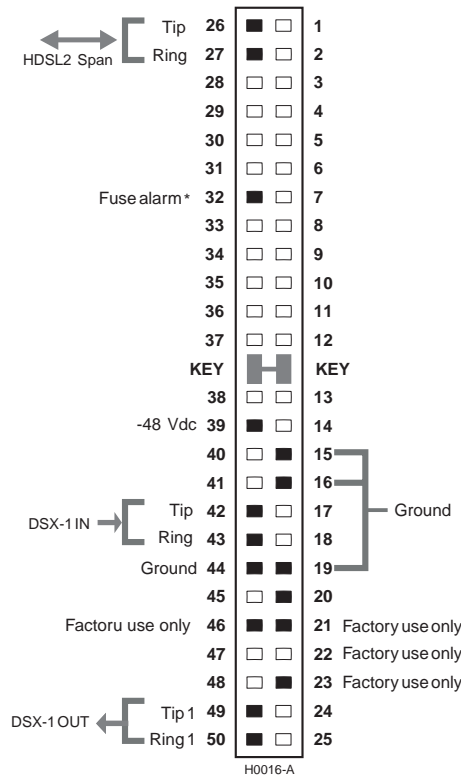 Tip 26 1
HDSL2 Span Ring 27 2
28 3
29 4
30 5
31 6
Fuse alarm * 32 7
33 8
34 9
35 10
36 11
37 12
KEY KEY
38 13
-48 Vdc 39 14
40 15
41 16
DSX-1 IN Tip 42 17 Ground
Ring 43 18
Ground 44 19
45 20
Factoru use only 46 21 Factory use only
47 22 Factory use only
48 23 Factory use only
DSX-1 OUT Tip 1 49 24
Ring 1 50 25
H0016-A